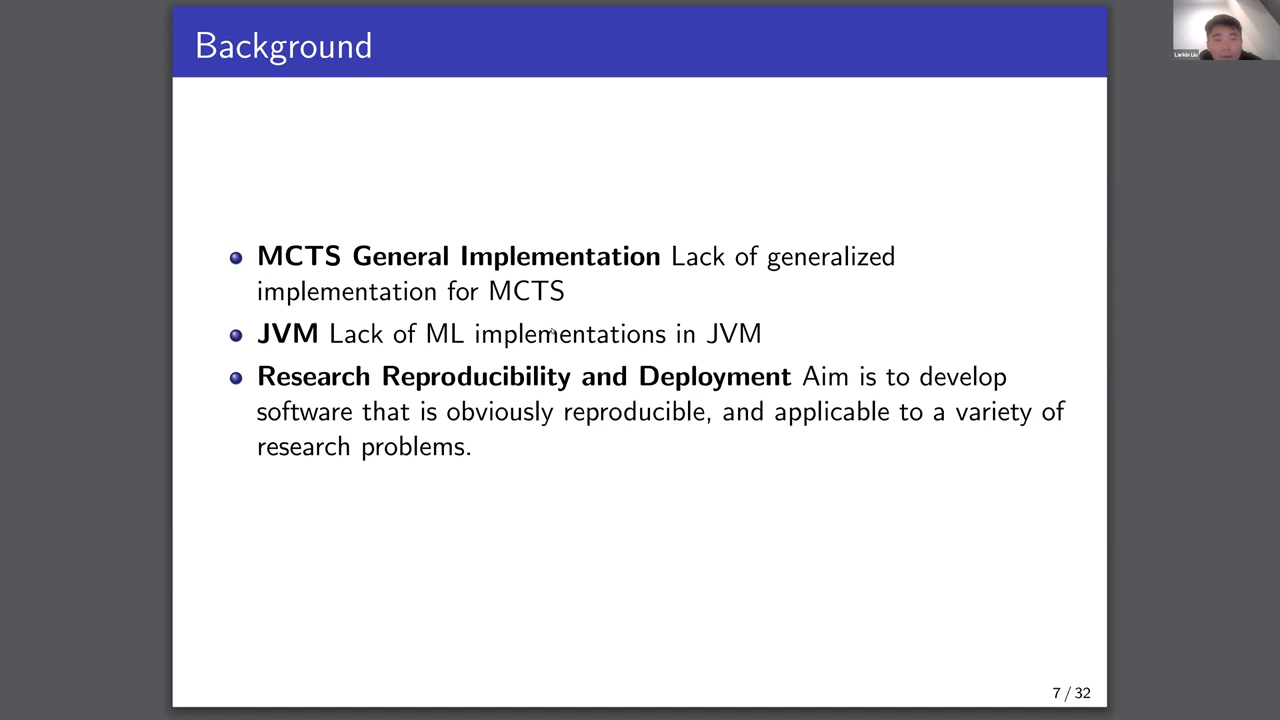 Background
Larkin Liu
MCTS General Implementation Lack of generalized
implementation for MCTS
JVM Lack of ML implementations in JVM
Research Reproducibility and Deployment Aim is to develop
software that is obviously reproducible, and applicable to a variety of
research problems.
7 / 32